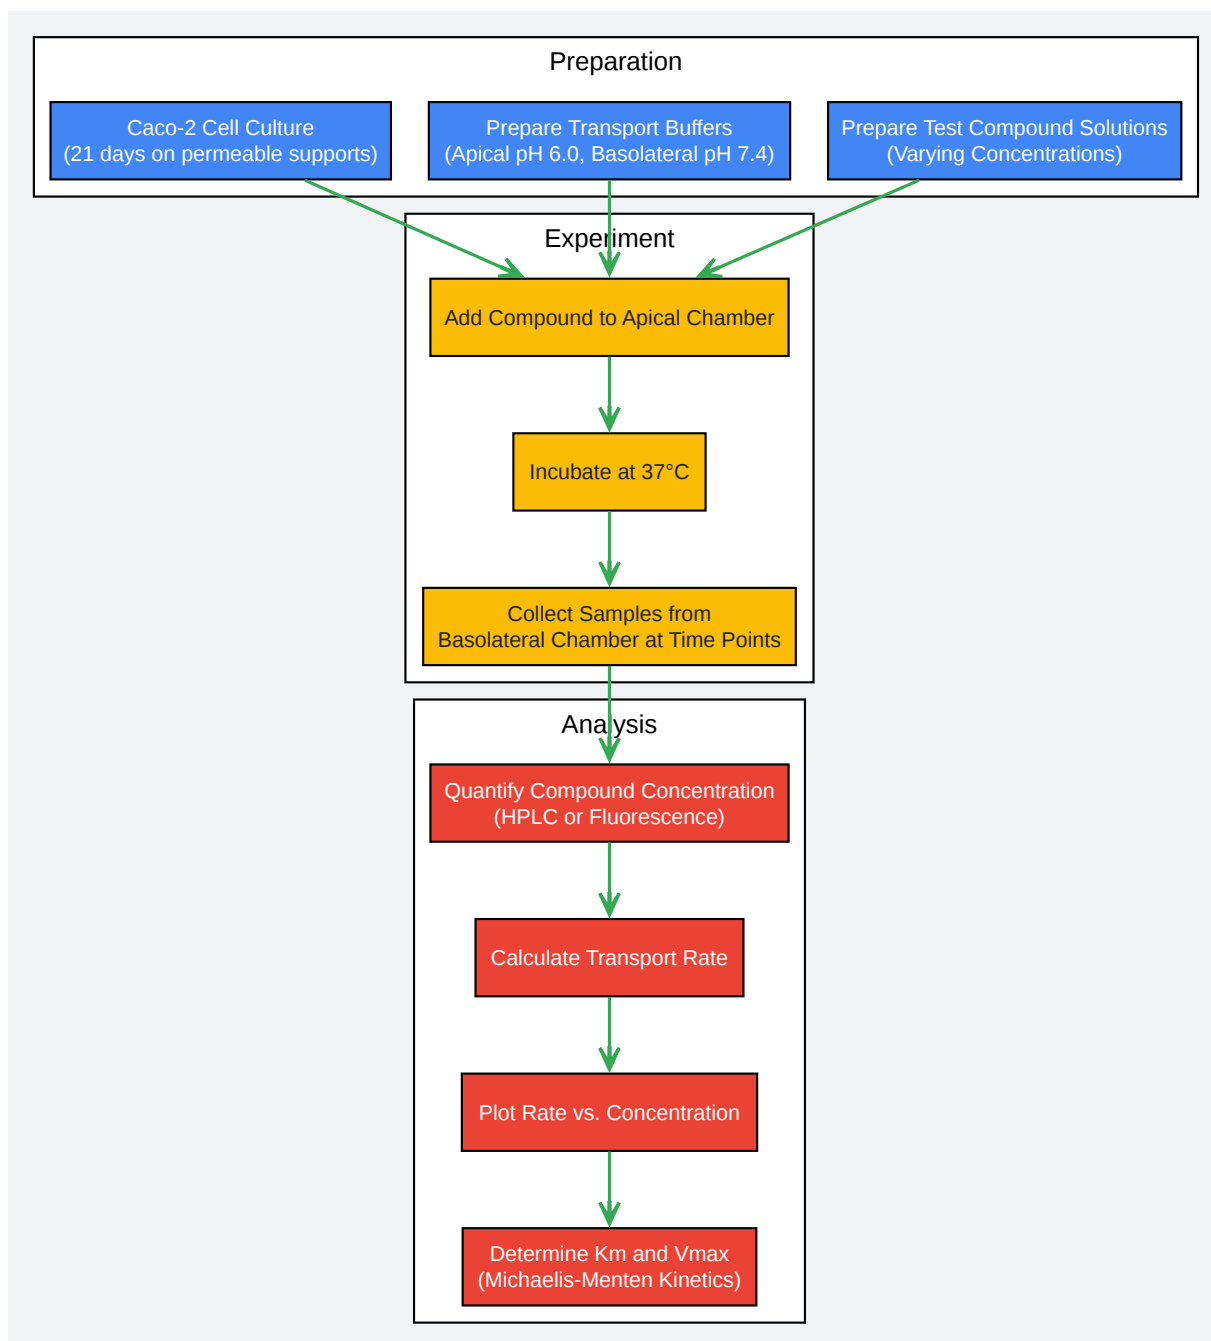 Preparation
Caco-2 Cell Culture
(21 days on permeable supports)
Prepare Transport Buffers
(Apical pH 6.0, Basolateral pH 7.4)
Prepare Test Compound Solutions
(Varying Concentrations)
Experiment
Add Compound to Apical Chamber
Incubate at 37°C
Collect Samples from
Basolateral Chamber at Time Points
Analysis
Quantify Compound Concentration
(HPLC or Fluorescence)
Calculate Transport Rate
Plot Rate vs. Concentration
Determine Km and Vmax
(Michaelis-Menten Kinetics)